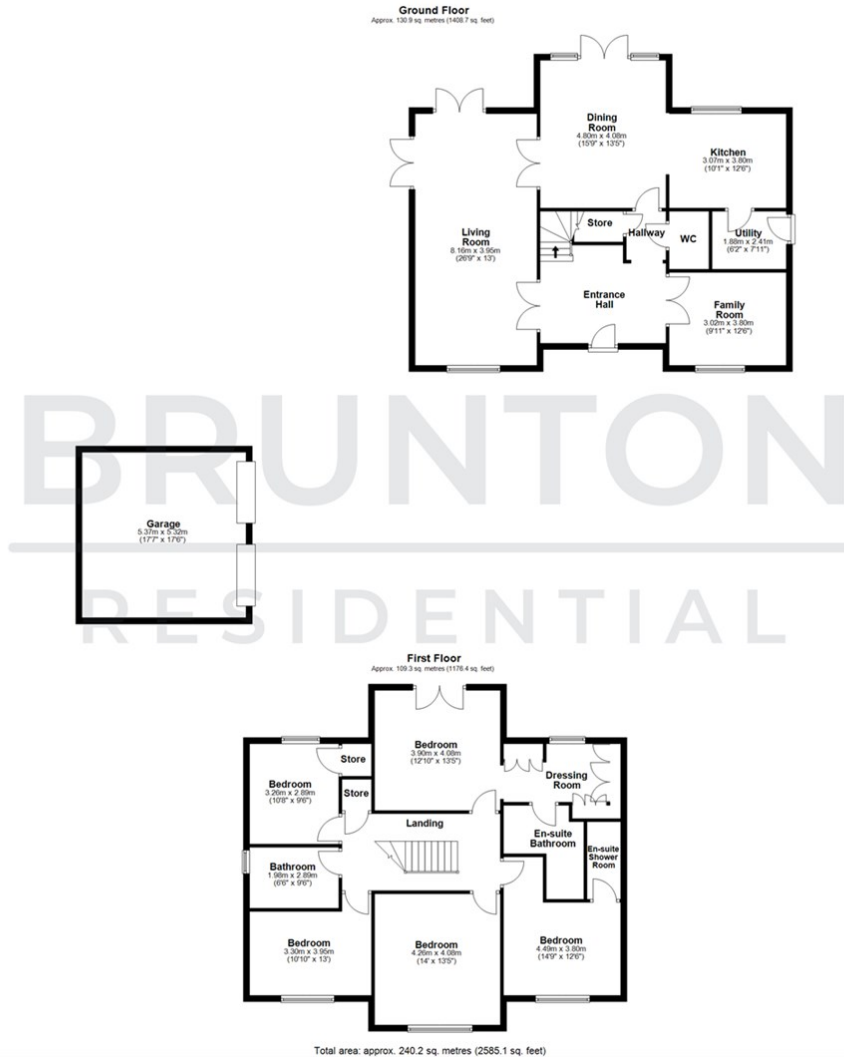 Ground Floor
Approx. 130.9 sq. metres (1408.7 sq. feet)
Dining
Room
4.80m x 4.08m
(15'9" x 13'5")
Kitchen
3.07m x 3.80m
(10'1" x 12'6")
Living
Room
8.16m x 3.95m
(26'9" x 13')
Store
Hallway
WC
Utility
1.88m x 2.41m
(6'2" x 7'11")
Entrance
Hall
Family
Room
3.02m x 3.80m
(9'11" x 12'6")
BRUNTON
RESIDENTIAL
Garage
5.37m x 5.32m
(17'7" x 17'6")
First Floor
Approx. 109.3 sq. metres (1176.4 sq. feet)
Bedroom
3.90m x 4.08m
(12'10" x 13'5")
Store
Bedroom
3.26m x 2.89m
(10'8" x 9'6")
Store
Dressing
Room
Landing
En-suite
Bathroom
En-suite
Shower
Room
Bathroom
1.98m x 2.89m
(6'6" x 9'6")
Bedroom
3.30m x 3.95m
(10'10" x 13')
Bedroom
4.26m x 4.08m
(14' x 13'5")
Bedroom
4.49m x 3.80m
(14'9" x 12'6")
Total area: approx. 240.2 sq. metres (2585.1 sq. feet)